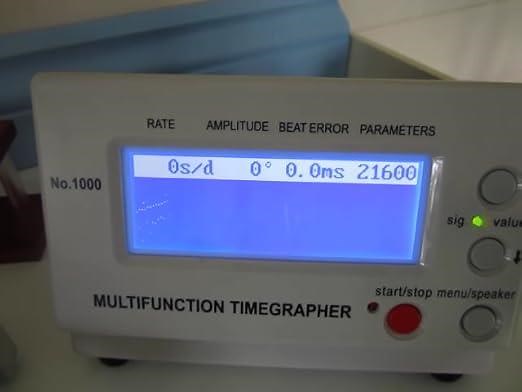 RATE AMPLITUDE BEAT ERROR PARAMETERS
0s/d 0° 0.0ms 21600
No.1000
sig value
start/stop menu/speaker
MULTIFUNCTION TIMEGRAPHER